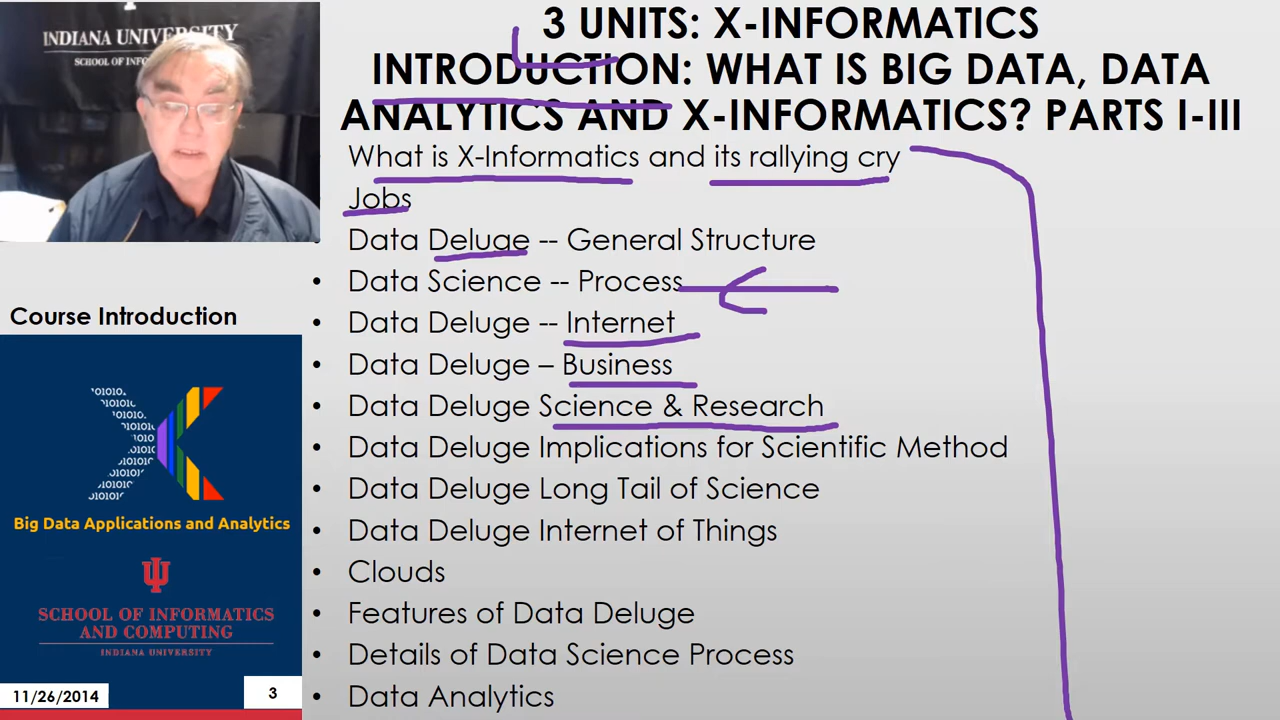 INDIANA UNIVERSITY
3 UNITS: X-INFORMATICS
INTRODUCTION: WHAT IS BIG DATA, DATA
ANALYTICS AND X-INFORMATICS? PARTS I-III
What is X-Informatics and its rallying cry
Jobs
Data Deluge -- General Structure
• Data Science -- Process
• Data Deluge -- Internet
• Data Deluge – Business
• Data Deluge Science & Research
• Data Deluge Implications for Scientific Method
• Data Deluge Long Tail of Science
• Data Deluge Internet of Things
• Clouds
• Features of Data Deluge
• Details of Data Science Process
• Data Analytics
Course Introduction
Big Data Applications and Analytics
SCHOOL OF INFORMATICS
AND COMPUTING
INDIANA UNIVERSITY
11/26/2014
3